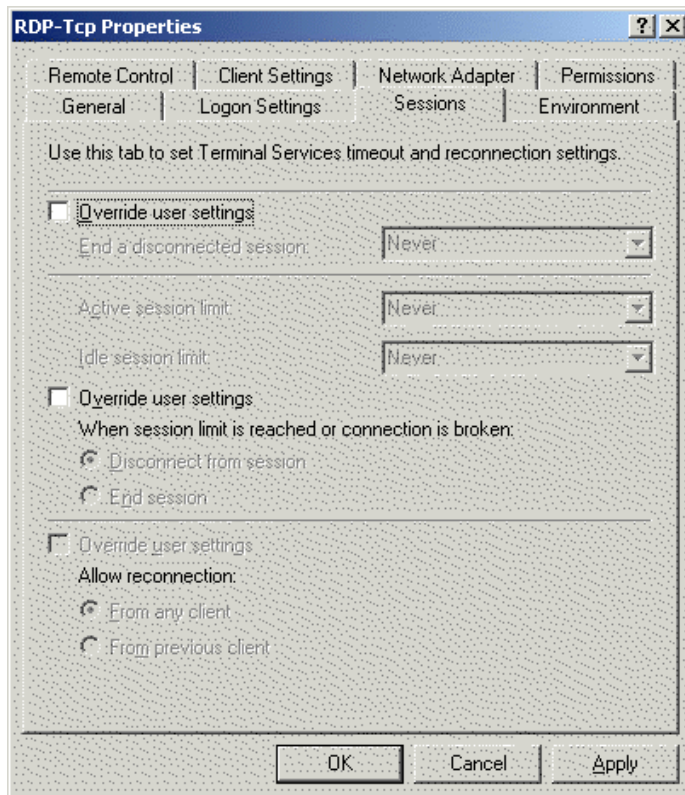 RDP-Tcp Properties
Remote Control Client Settings Network Adapter Permissions
General Logon Settings Sessions Environment
Use this tab to set Terminal Services timeout and reconnection settings.
Override user settings
End a disconnected session: Never
Active session limit: Never
Idle session limit: Never
Override user settings
When session limit is reached or connection is broken:
Disconnect from session
End session
Override user settings
Allow reconnection:
From any client
From previous client
OK Cancel Apply